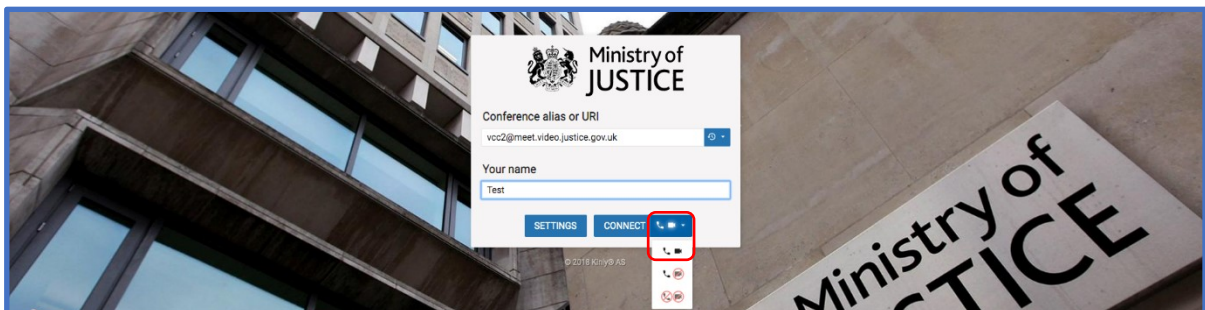 Ministry of
JUSTICE
Conference alias or URI
vcc2@meet.video.justice.gov.uk
Your name
Test
SETTINGS
CONNECT
© 2018 Kinly® AS
Ministry of
JUSTICE